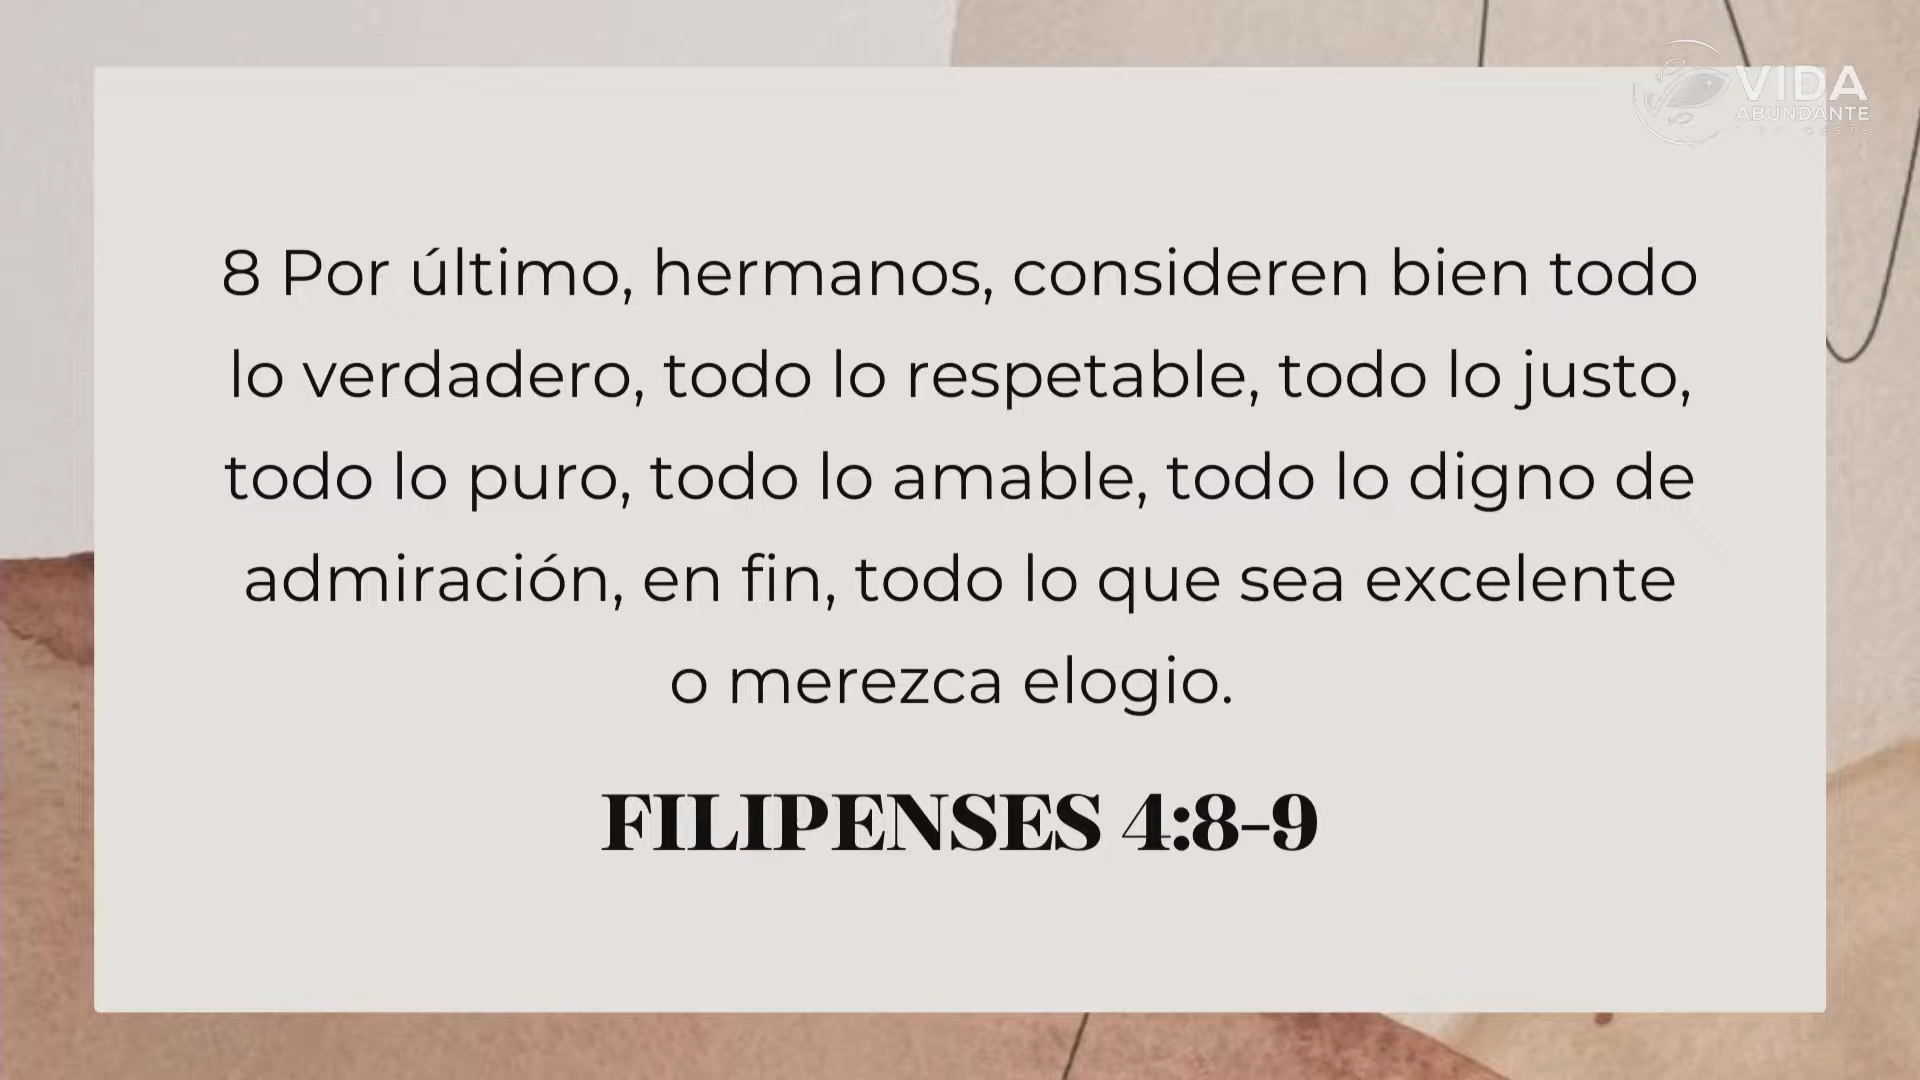 VIDA
ABUNDANTE
8 Por último, hermanos, consideren bien todo
lo verdadero, todo lo respetable, todo lo justo,
todo lo puro, todo lo amable, todo lo digno de
admiración, en fin, todo lo que sea excelente
o merezca elogio.
FILIPENSES 4:8-9